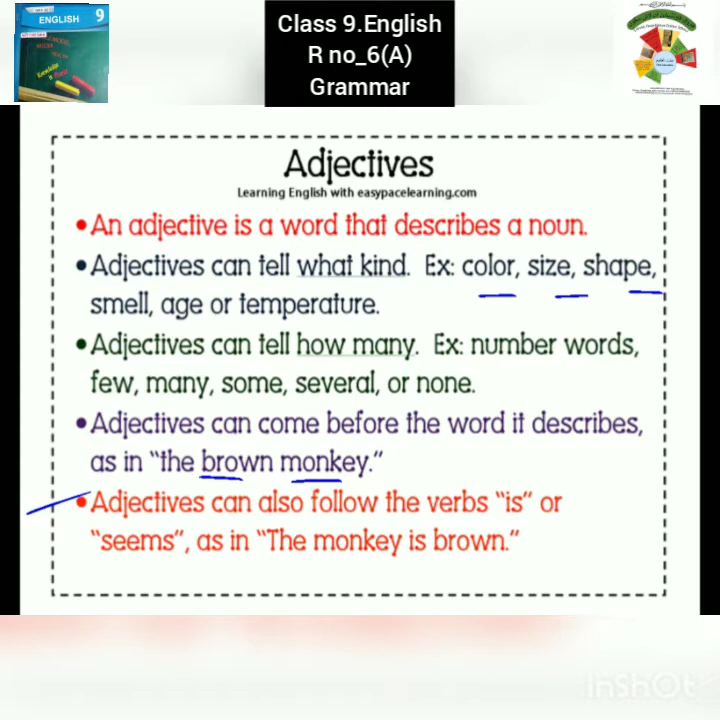 ENGLISH 9
Class 9.English
R no_6(A)
Grammar
Adjectives
Learning English with easypacelearning.com
•An adjective is a word that describes a noun.
•Adjectives can tell what kind. Ex: color, size, shape,
smell, age or temperature.
•Adjectives can tell how many. Ex: number words,
few, many, some, several, or none.
•Adjectives can come before the word it describes,
as in "the brown monkey."
•Adjectives can also follow the verbs "is" or
"seems", as in "The monkey is brown."
InShOt